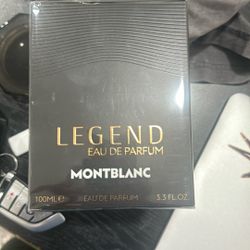 LEGEND
EAU DE PARFUM
MONTBLANC
100ML℮ EAU DE PARFUM 3.3 FL.OZ